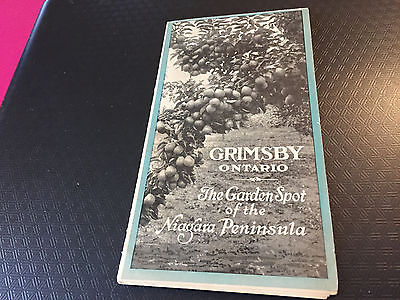 GRIMSBY
ONTARIO
The Garden Spot
of the
Niagara Peninsula